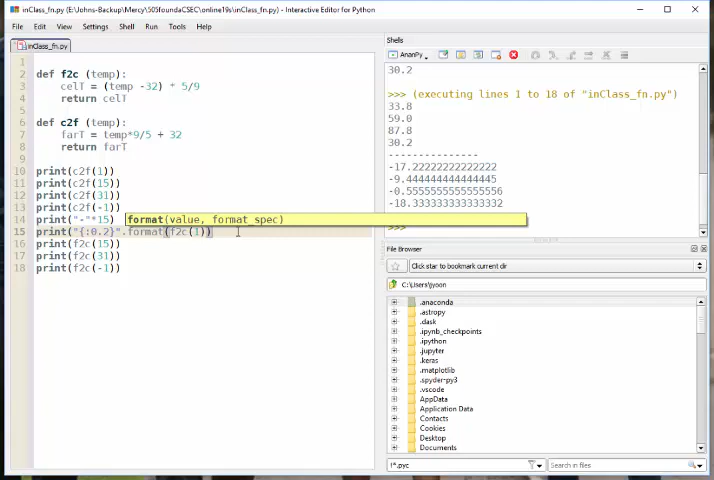 inClass_fn.py (E:\Johns-Backup\Mercy\505foundaCSEC\online19s\inClass_fn.py) - Interactive Editor for Python
File Edit View Settings Shell Run Tools Help
inClass_fn.py
1
2 def f2c (temp):
3 celT = (temp -32) * 5/9
4 return celT
5
6 def c2f (temp):
7 farT = temp*9/5 + 32
8 return farT
9
10 print(c2f(1))
11 print(c2f(15))
12 print(c2f(31))
13 print(c2f(-1))
14 print("-"*15)
format(value, format_spec)
15 print("{:0.2}".format(f2c(1))
16 print(f2c(15))
17 print(f2c(31))
18 print(f2c(-1))
Shells
AnanPy
30.2
>>> (executing lines 1 to 18 of "inClass_fn.py")
33.8
59.0
87.8
30.2
---------------
-17.22222222222222
-9.444444444444445
-0.5555555555555556
-18.333333333333332
>>>
File Browser
Click star to bookmark current dir
C:\Users\jyoon
.anaconda
.astropy
.dask
.ipynb_checkpoints
.ipython
.jupyter
.keras
.matplotlib
.spyder-py3
.vscode
AppData
Application Data
Contacts
Cookies
Desktop
Documents
!*.pyc
Search in files